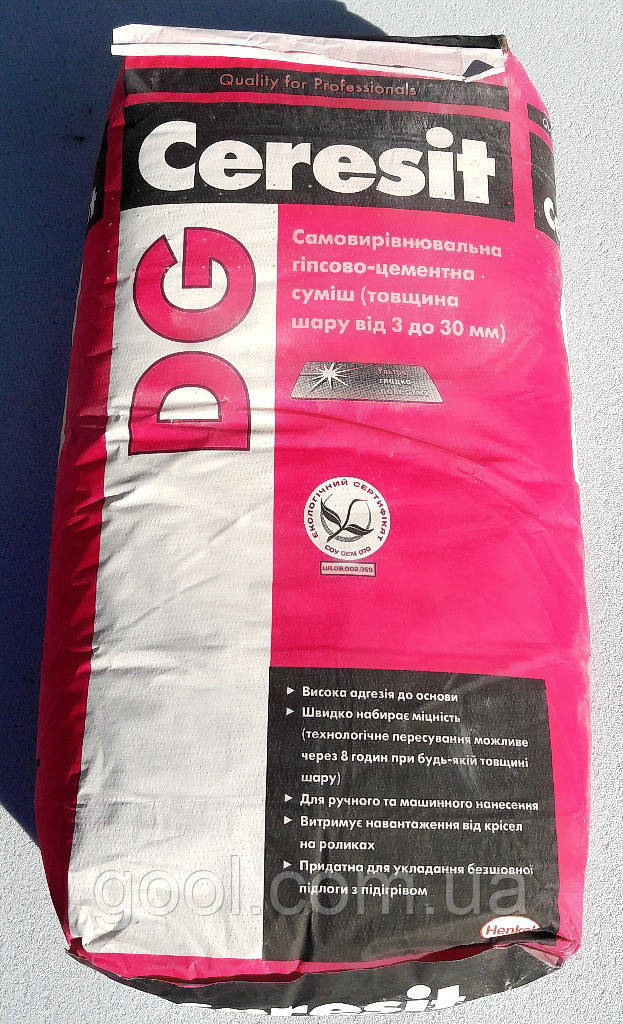 Quality for Professionals
Ceresit
DG
Самовирівнювальна
гіпсово-цементна
суміш (товщина
шару від 3 до 30 мм)
гладка
ЕКОЛОГІЧНИЙ СЕРТИФІКАТ
СОУ ОЕМ
UA.08.002.359
Висока адгезія до основи
Швидко набирає міцність
(технологічне пересування можливе
через 8 годин при будь-якій товщині
шару)
Для ручного та машинного нанесення
Витримує навантаження від крісел
на роликах
Придатна для укладання безшовної
підлоги з підігрівом
gool.com.ua
Henkel
Ceresit